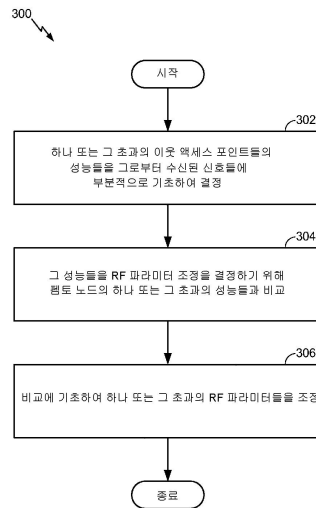 300
시작
302
하나 또는 그 초과의 이웃 액세스 포인트들의
성능들을 그로부터 수신된 신호들에
부분적으로 기초하여 결정
304
그 성능들을 RF 파라미터 조정을 결정하기 위해
펨토 노드의 하나 또는 그 초과의 성능들과 비교
306
비교에 기초하여 하나 또는 그 초과의 RF 파라미터들을 조정
종료